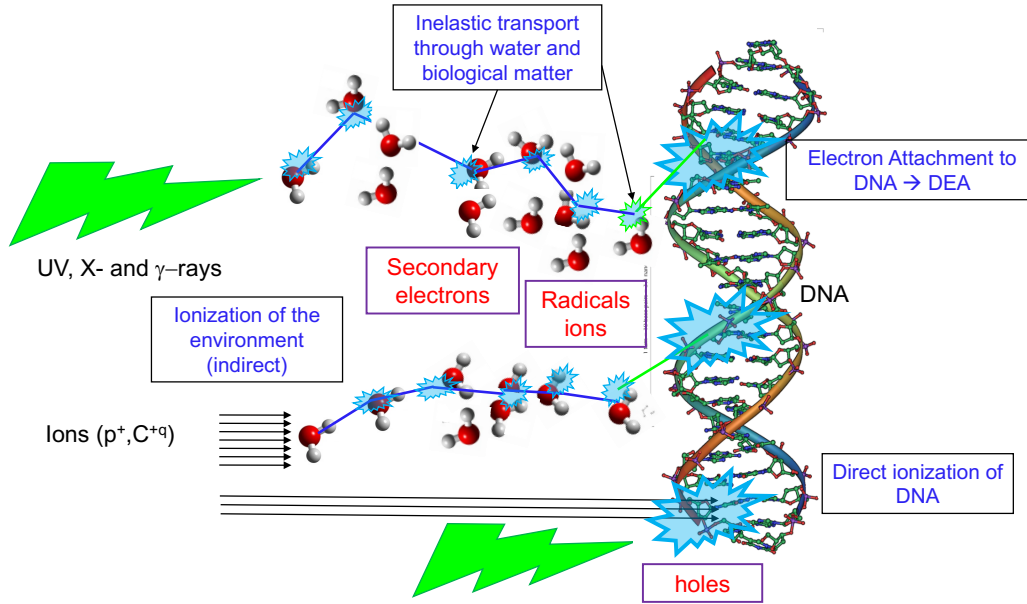 Inelastic transport
through water and
biological matter
Electron Attachment to
DNA → DEA
UV, X- and γ–rays
Secondary
electrons
Radicals
ions
DNA
Ionization of the
environment
(indirect)
Ions (p⁺,C⁺q)
Direct ionization of
DNA
holes